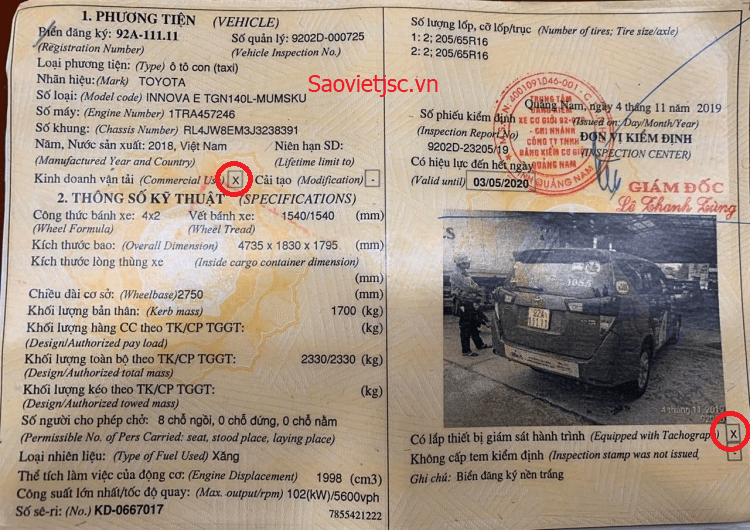 1. PHƯƠNG TIỆN (VEHICLE)
Biển đăng ký: 92A-111.11 Số quản lý: 9202D-000725
(Registration Number) (Vehicle Inspection No.)
Loại phương tiện: (Type) ô tô con (taxi)
Nhãn hiệu: (Mark) TOYOTA
Số loại: (Model code) INNOVA E TGN140L-MUMSKU
Số máy: (Engine Number) 1TRA457246
Số khung: (Chassis Number) RL4JW8EM3J3238391
Năm, Nước sản xuất: 2018, Việt Nam Niên hạn SD:
(Manufactured Year and Country) (Lifetime limit to)
Kinh doanh vận tải (Commercial Use) X Cải tạo (Modification) -
2. THÔNG SỐ KỸ THUẬT (SPECIFICATIONS)
Công thức bánh xe: 4x2 Vết bánh xe: 1540/1540 (mm)
(Wheel Formula) (Wheel Tread)
Kích thước bao: (Overall Dimension) 4735 x 1830 x 1795 (mm)
Kích thước lòng thùng xe (Inside cargo container dimension)
(mm)
Chiều dài cơ sở: (Wheelbase)2750 (mm)
Khối lượng bản thân: (Kerb mass) 1700 (kg)
Khối lượng hàng CC theo TK/CP TGGT: (kg)
(Design/Authorized pay load)
Khối lượng toàn bộ theo TK/CP TGGT: 2330/2330 (kg)
(Design/Authorized total mass)
Khối lượng kéo theo TK/CP TGGT: (kg)
(Design/Authorized towed mass)
Số người cho phép chở: 8 chỗ ngồi, 0 chỗ đứng, 0 chỗ nằm
(Permissible No. of Pers Carried: seat, stood place, laying place)
Loại nhiên liệu: (Type of Fuel Used) Xăng
Thể tích làm việc của động cơ: (Engine Displacement) 1998 (cm3)
Công suất lớn nhất/tốc độ quay: (Max. output/rpm) 102(kW)/5600vph
Số sê-ri: (No.) KD-0667017 7855421222
Saovietjsc.vn
Số lượng lốp, cỡ lốp/trục (Number of tires; Tire size/axle)
1: 2; 205/65R16
2: 2; 205/65R16
Quảng Nam, ngày 4 tháng 11 năm 2019
Số phiếu kiểm định (Issued on: Day/Month/Year)
(Inspection Report No) ĐƠN VỊ KIỂM ĐỊNH
9202D-23205/19 (INSPECTION CENTER)
Có hiệu lực đến hết ngày
(Valid until) 03/05/2020
TRUNG TÂM
ĐĂNG KIỂM
XE CƠ GIỚI 92-02D
- CHI NHÁNH
CÔNG TY TNHH
ĐĂNG KIỂM CƠ GIỚI
QUẢNG NAM
GIÁM ĐỐC
Lê Thanh Tùng
1055
92A
111.11
4 tháng 11 2019
Có lắp thiết bị giám sát hành trình (Equipped with Tachograph) X
Không cấp tem kiểm định (Inspection stamp was not issued) -
Ghi chú: Biển đăng ký nền trắng